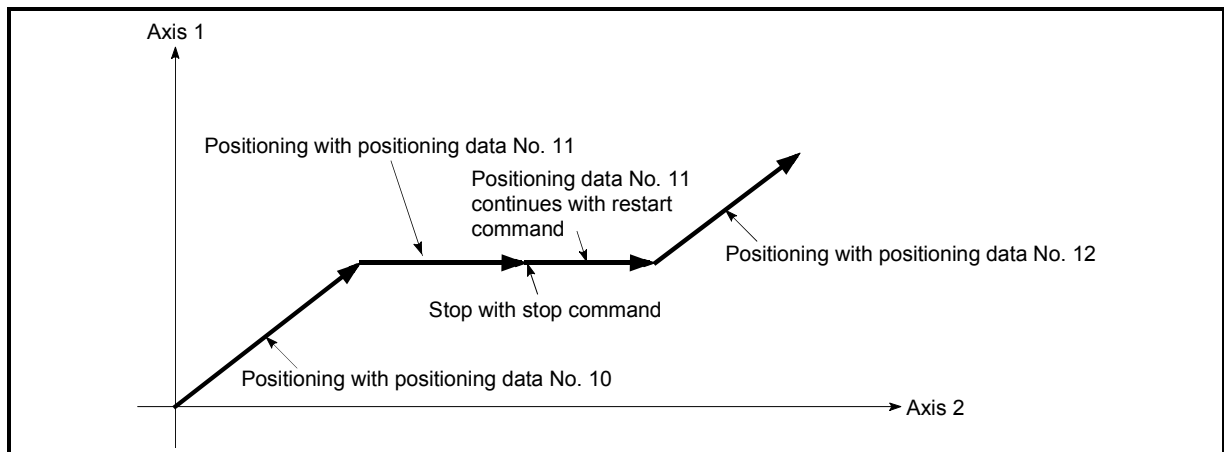 Axis 1
Positioning with positioning data No. 11
Positioning data No. 11
continues with restart
command
Positioning with positioning data No. 12
Stop with stop command
Positioning with positioning data No. 10
Axis 2